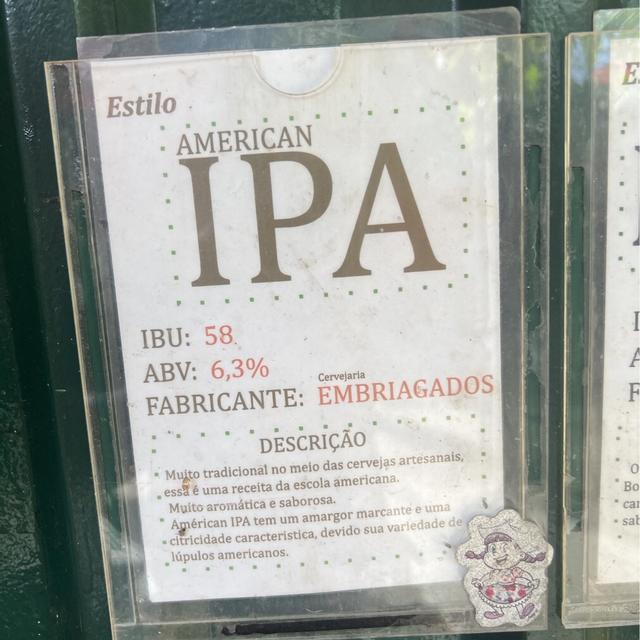 Estilo
AMERICAN
IPA
IBU: 58
ABV: 6,3%
FABRICANTE: Cervejaria EMBRIAGADOS
DESCRIÇÃO
Muito tradicional no meio das cervejas artesanais,
essa é uma receita da escola americana.
Muito aromática e saborosa.
Américan IPA tem um amargor marcante e uma
citricidade caracteristica, devido sua variedade de
lúpulos americanos.